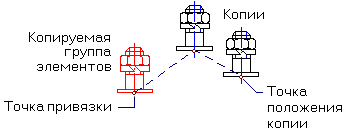 Копируемая
группа
элементов
Копии
Точка привязки
Точка
положения
копии